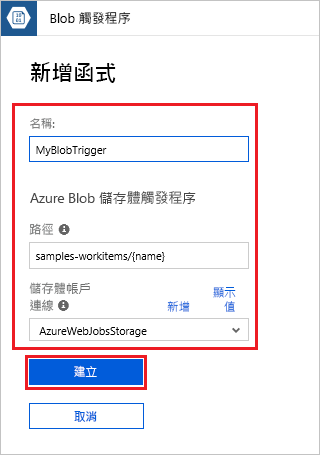 Blob 觸發程序
新增函式
名稱:
MyBlobTrigger
Azure Blob 儲存體觸發程序
路徑
samples-workitems/{name}
儲存體帳戶
連線
新增
顯示
值
AzureWebJobsStorage
建立
取消